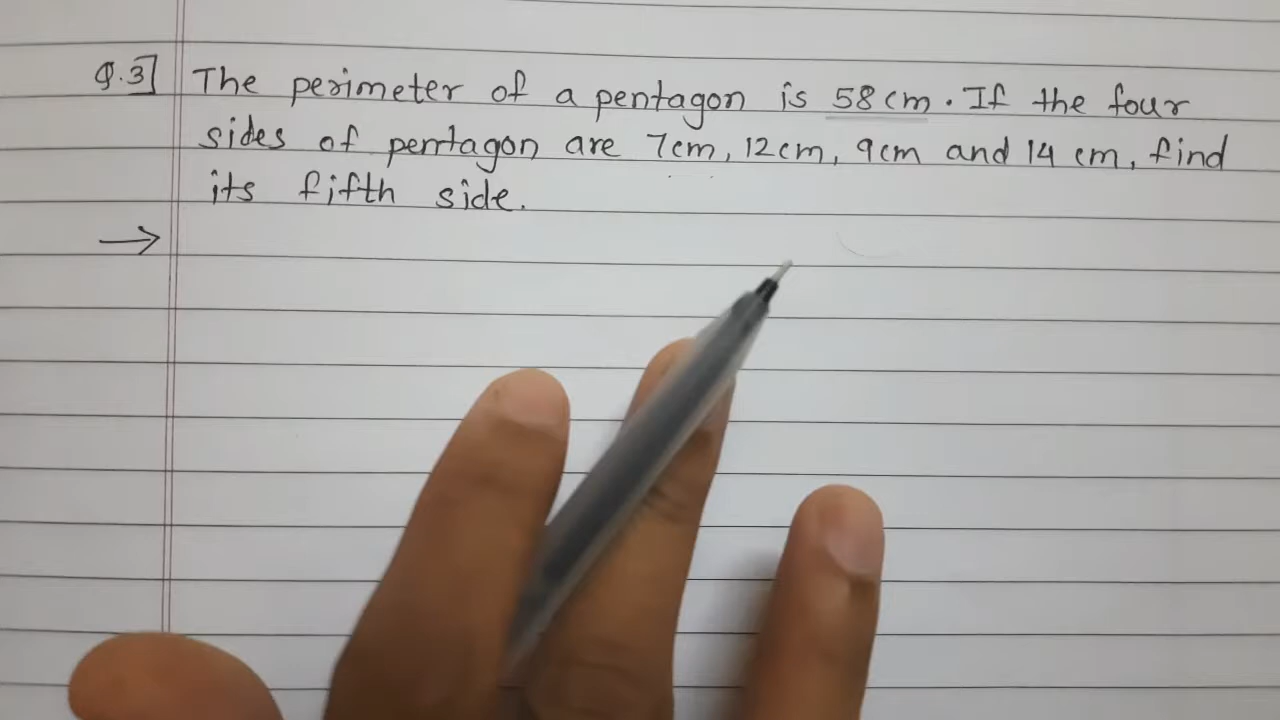 Q.3] The perimeter of a pentagon is 58 cm. If the four
sides of pentagon are 7cm, 12cm, 9cm and 14 cm, find
its fifth side.
→